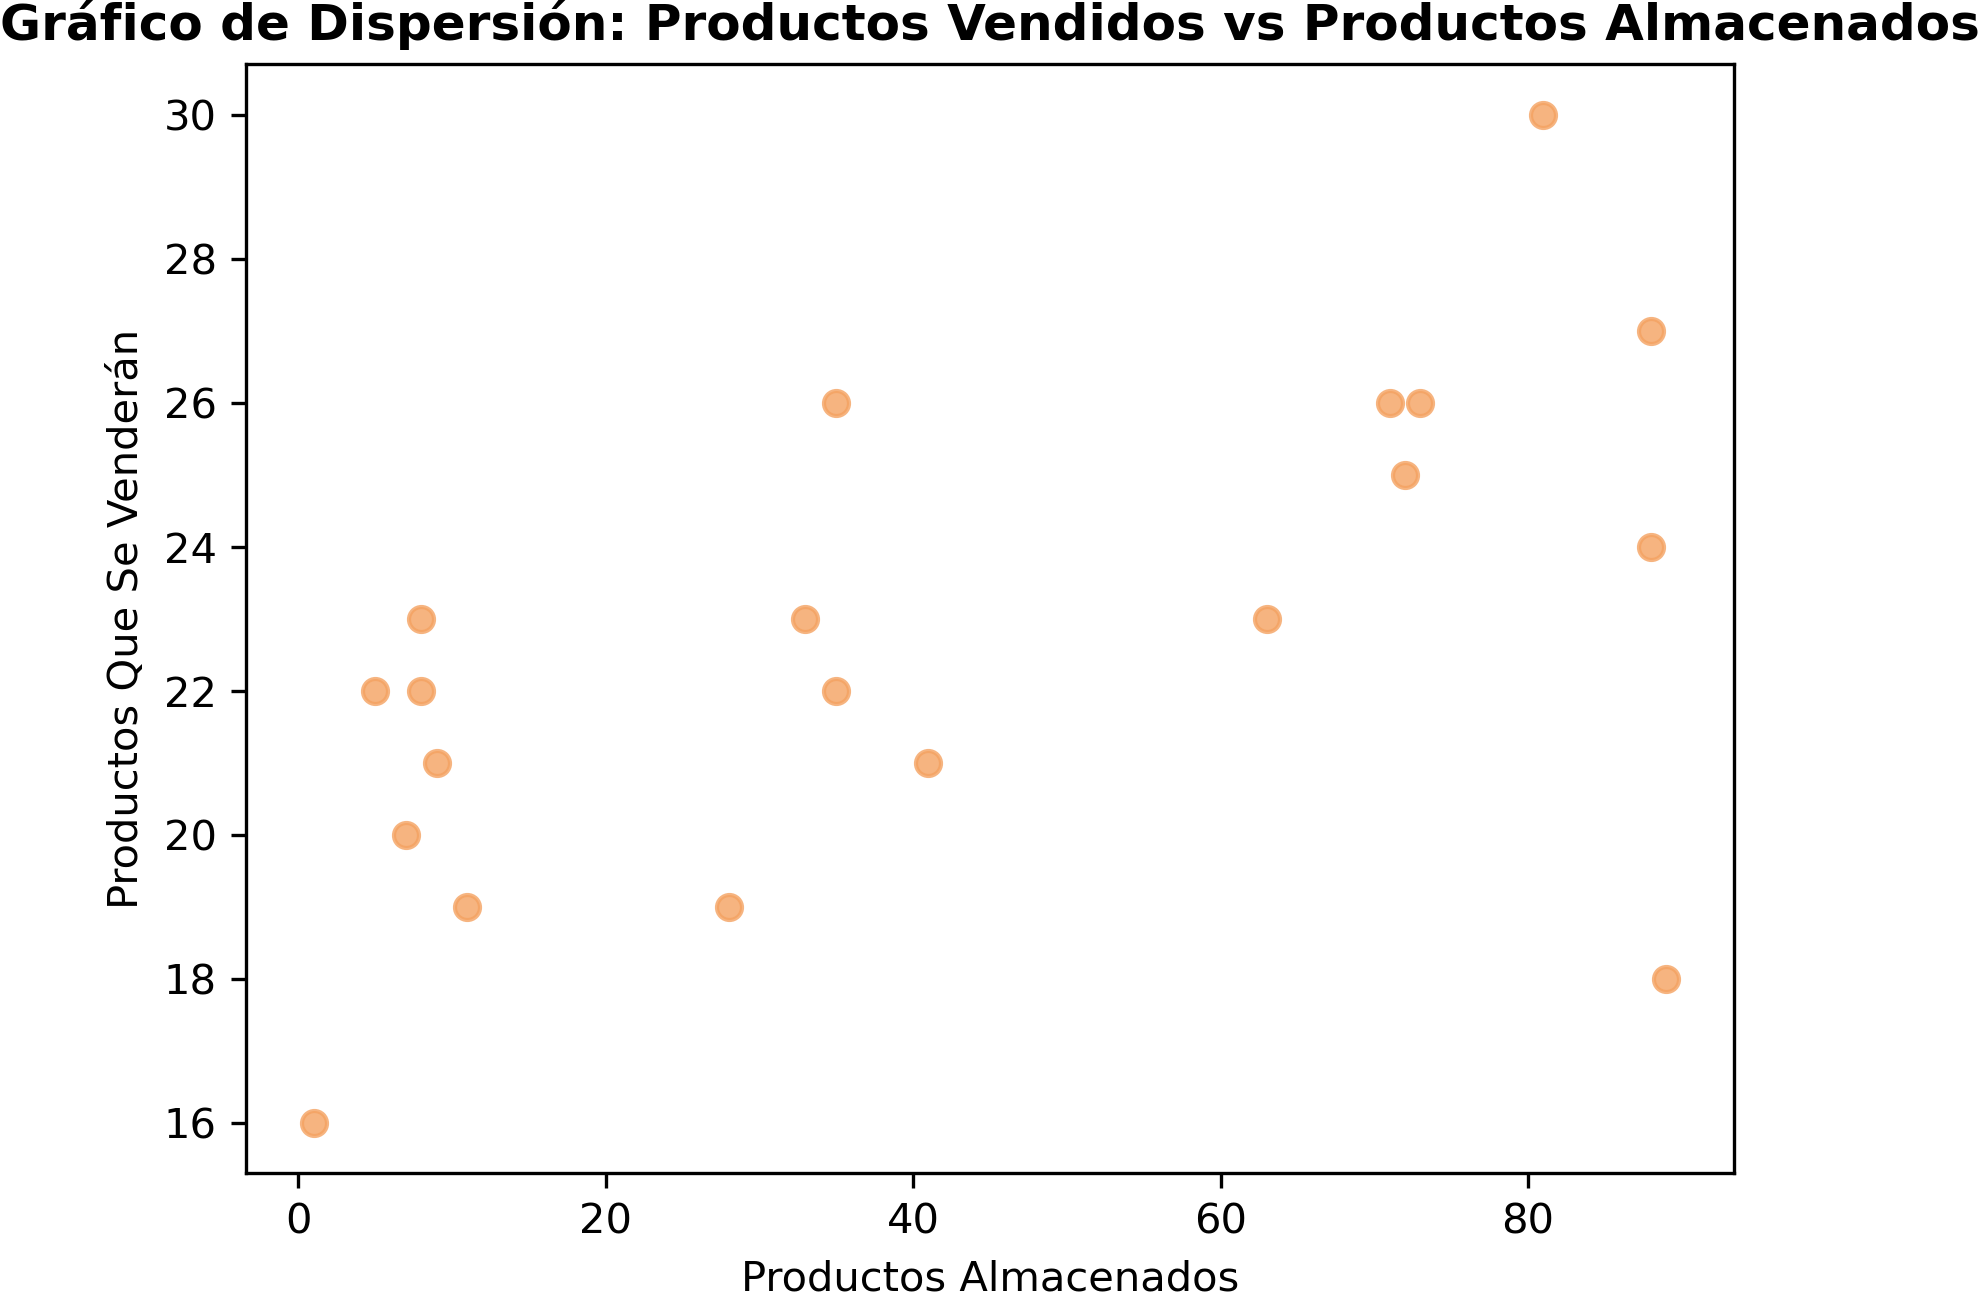 Gráfico de Dispersión: Productos Vendidos vs Productos Almacenados
30
28
26
24
22
20
18
16
Productos Que Se Venderán
0 20 40 60 80
Productos Almacenados